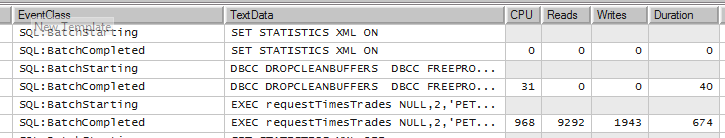 EventClass TextData CPU Reads Writes Duration
New Template
SQL:BatchStarting SET STATISTICS XML ON
SQL:BatchCompleted SET STATISTICS XML ON 0 0 0 0
SQL:BatchStarting DBCC DROPCLEANBUFFERS DBCC FREEPRO...
SQL:BatchCompleted DBCC DROPCLEANBUFFERS DBCC FREEPRO... 31 0 0 40
SQL:BatchStarting EXEC requestTimesTrades NULL,2,'PET...
SQL:BatchCompleted EXEC requestTimesTrades NULL,2,'PET... 968 9292 1943 674